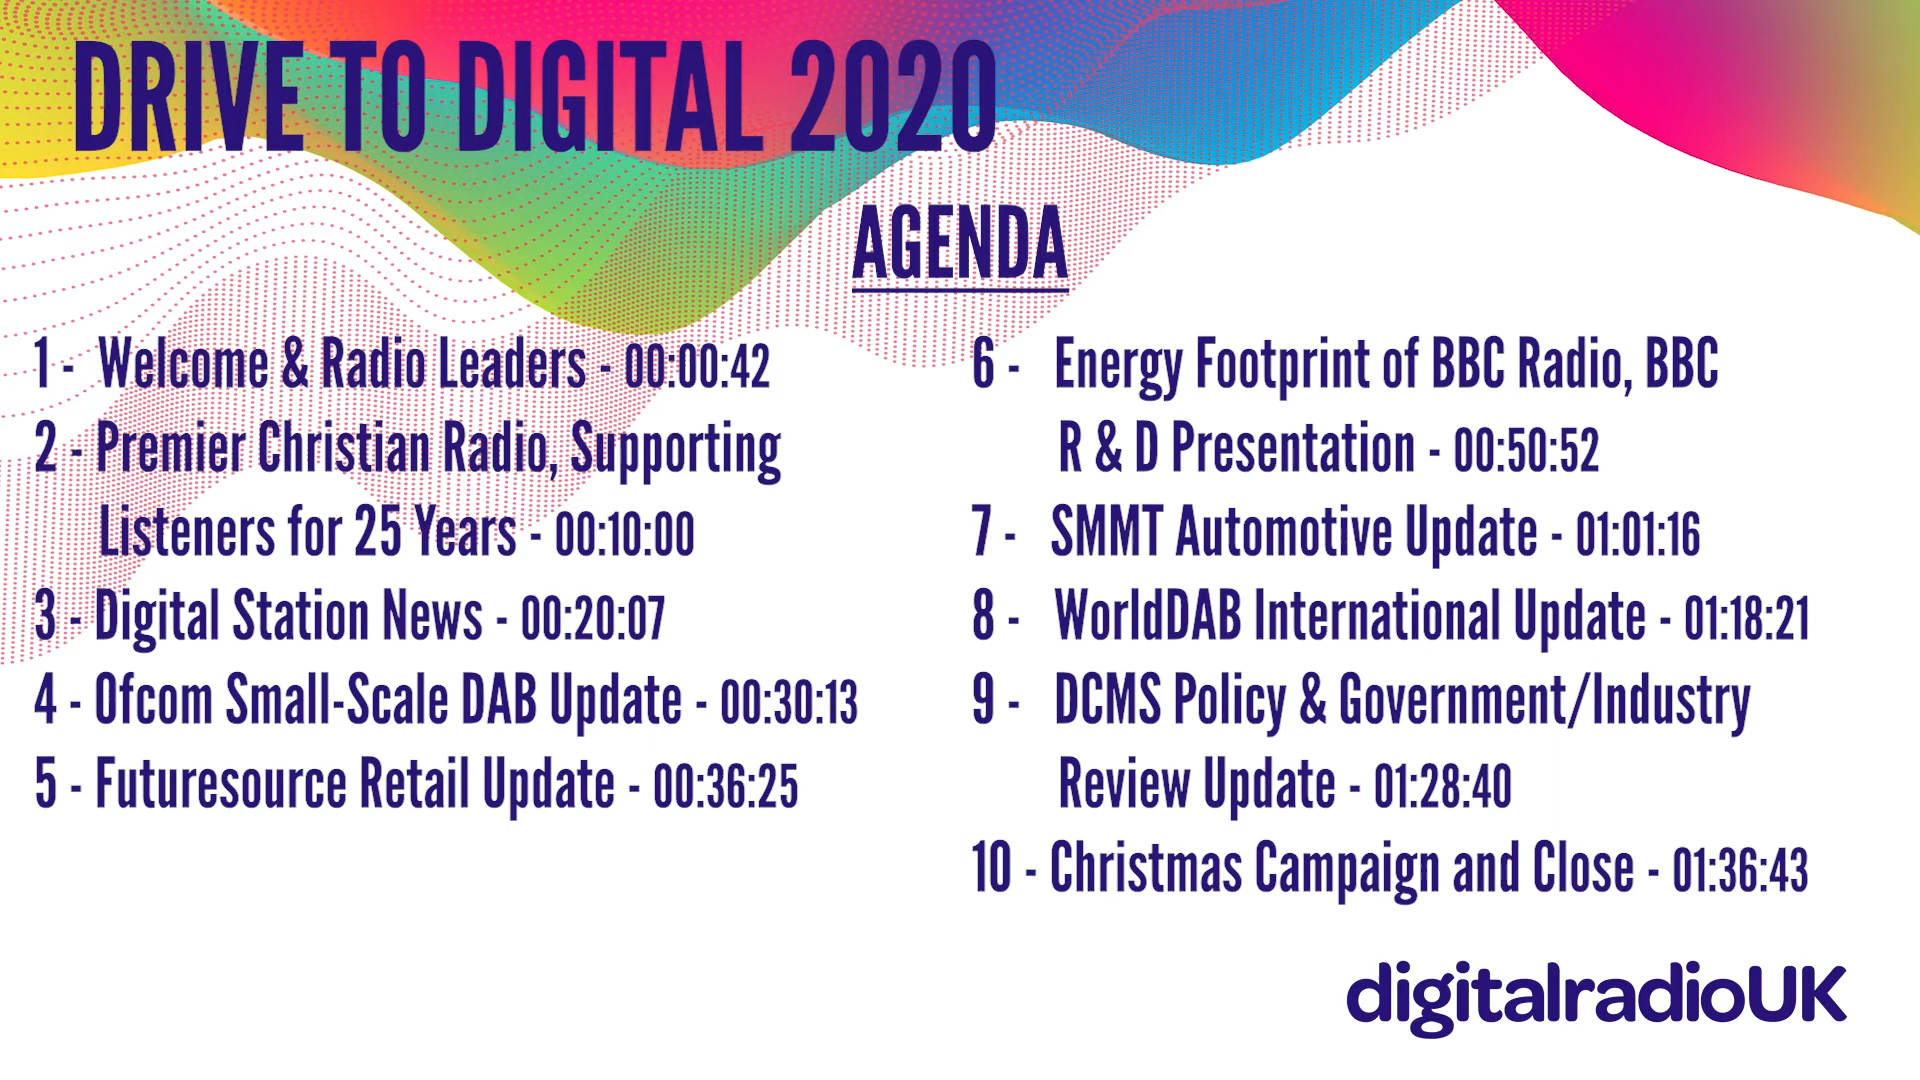 DRIVE TO DIGITAL 2020
AGENDA
1 - Welcome & Radio Leaders - 00:00:42
2 - Premier Christian Radio, Supporting
Listeners for 25 Years - 00:10:00
3 - Digital Station News - 00:20:07
4 - Ofcom Small-Scale DAB Update - 00:30:13
5 - Futuresource Retail Update - 00:36:25
6 - Energy Footprint of BBC Radio, BBC
R & D Presentation - 00:50:52
7 - SMMT Automotive Update - 01:01:16
8 - WorldDAB International Update - 01:18:21
9 - DCMS Policy & Government/Industry
Review Update - 01:28:40
10 - Christmas Campaign and Close - 01:36:43
digitalradioUK